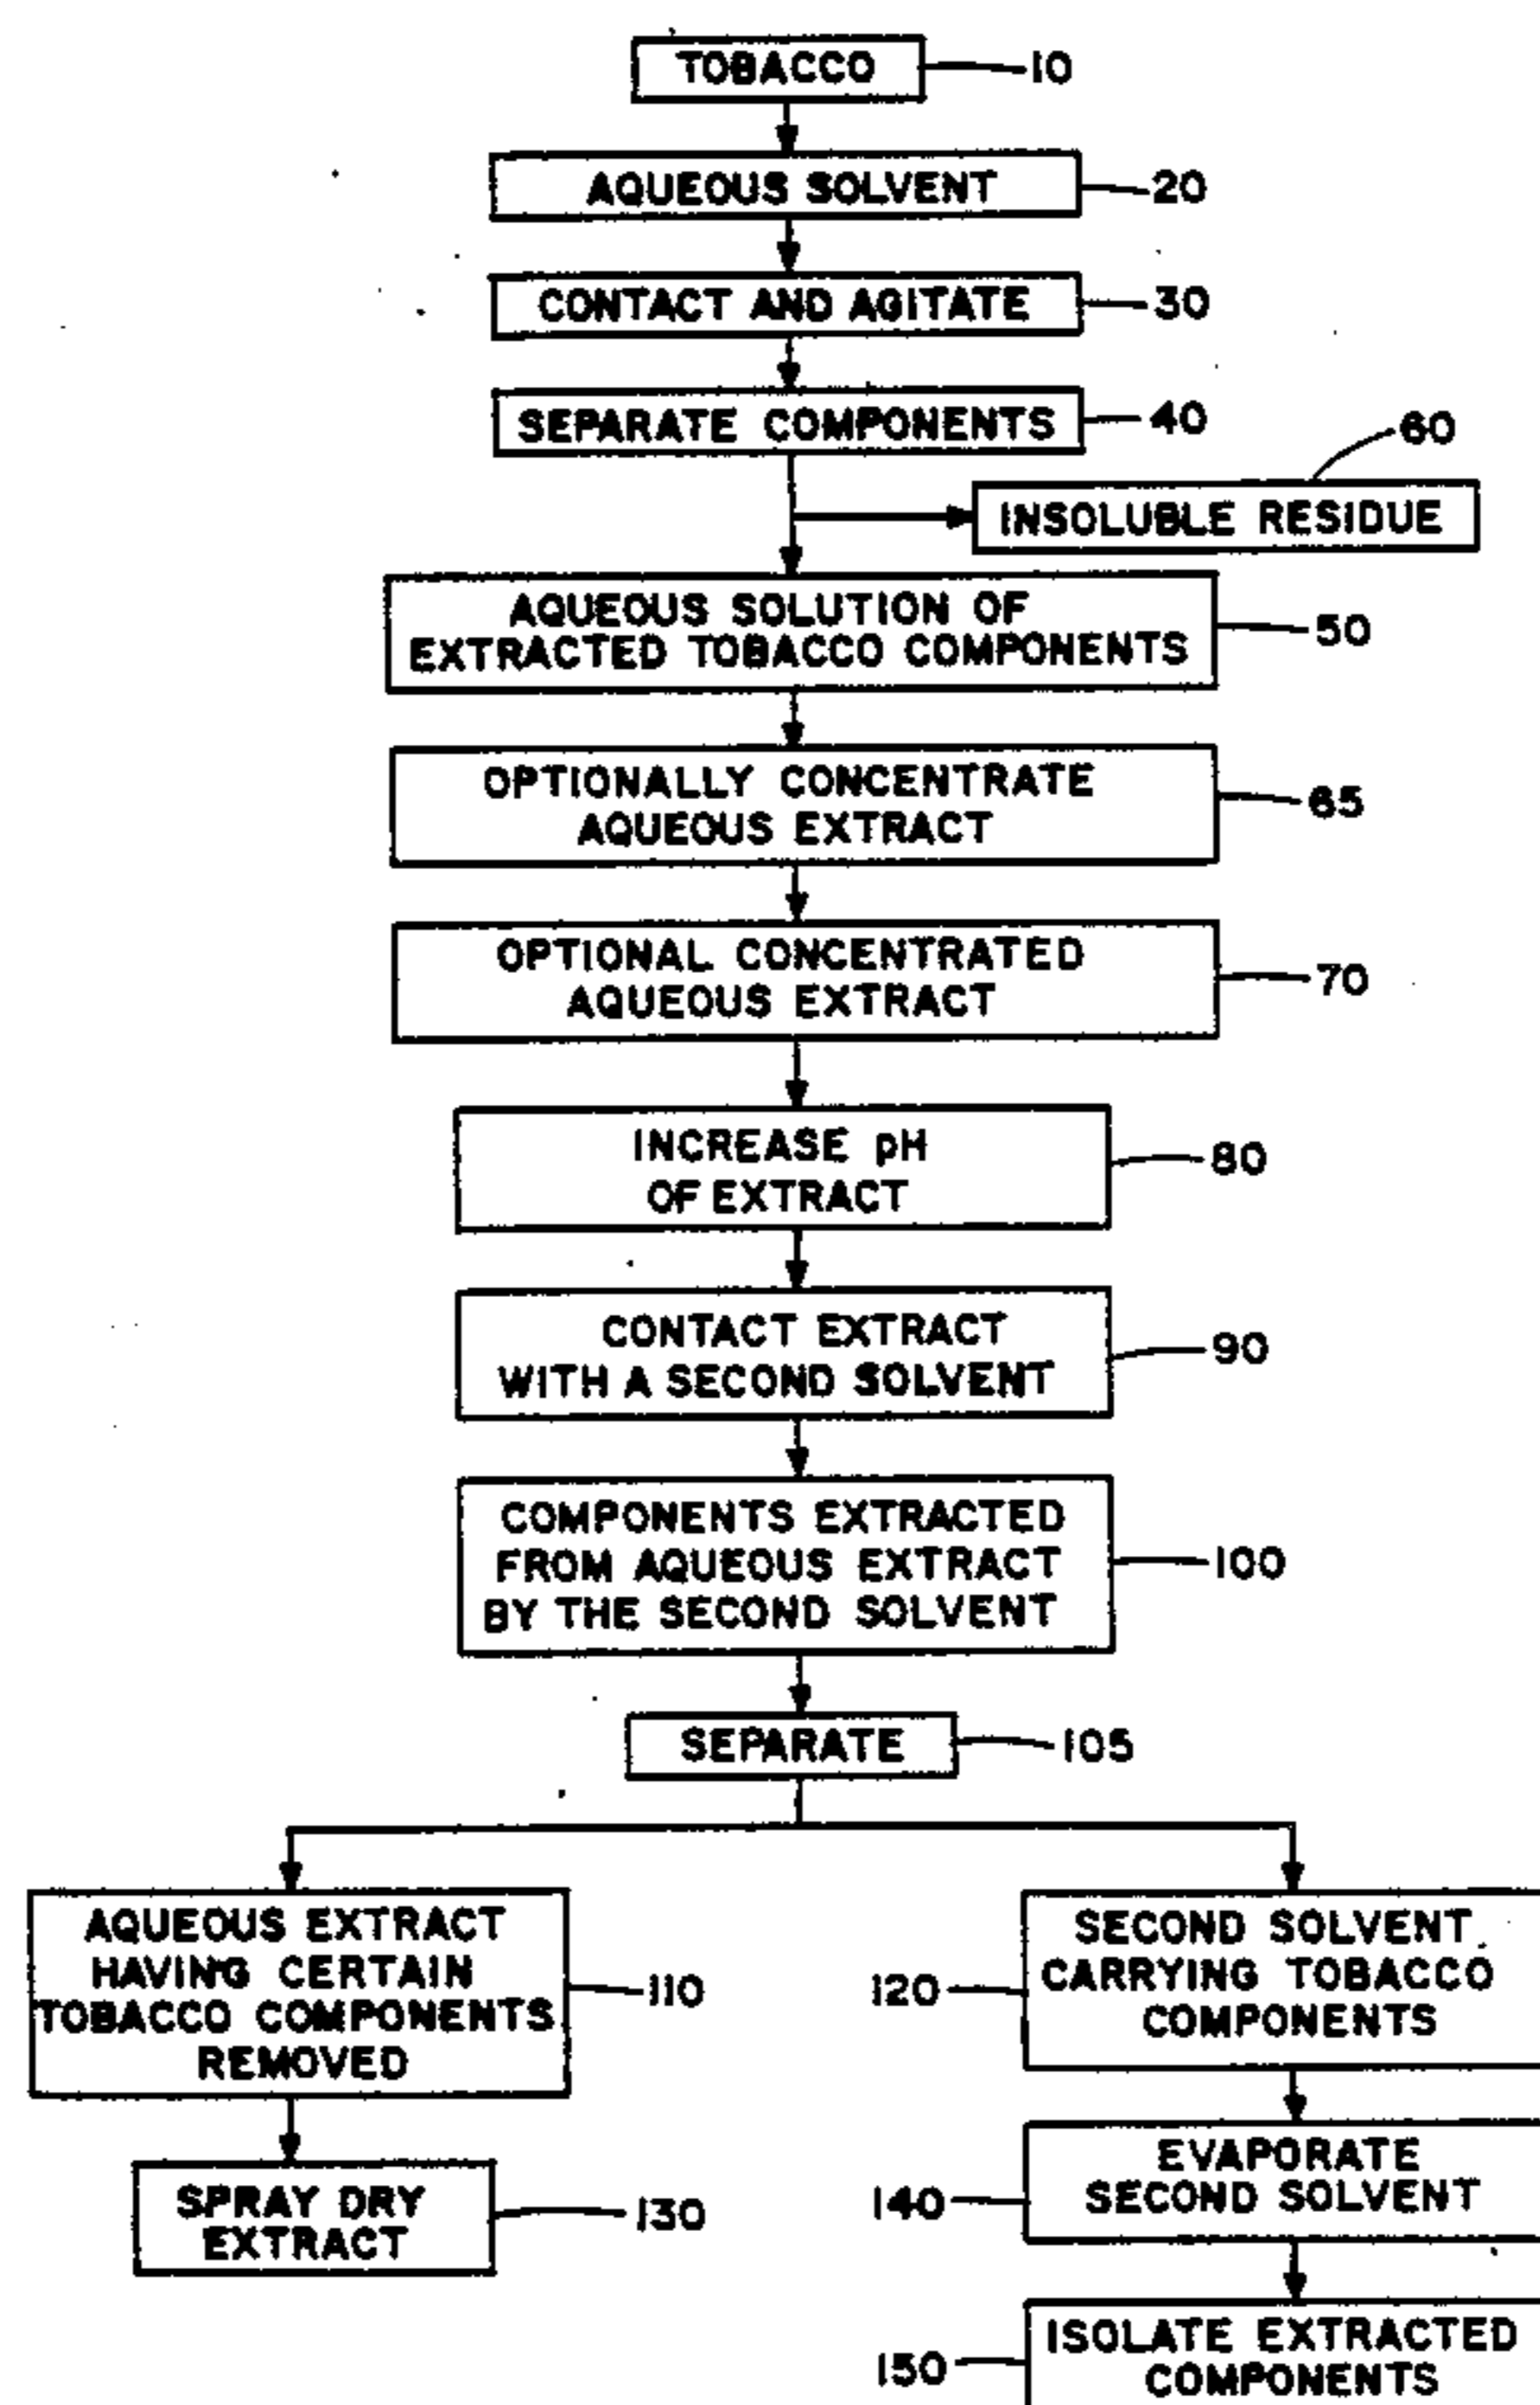 TOBACCO
10
AQUEOUS SOLVENT
20
CONTACT AND AGITATE
30
SEPARATE COMPONENTS
40
60
INSOLUBLE RESIDUE
AQUEOUS SOLUTION OF
EXTRACTED TOBACCO COMPONENTS
50
OPTIONALLY CONCENTRATE
AQUEOUS EXTRACT
65
OPTIONAL CONCENTRATED
AQUEOUS EXTRACT
70
INCREASE pH
OF EXTRACT
80
CONTACT EXTRACT
WITH A SECOND SOLVENT
90
COMPONENTS EXTRACTED
FROM AQUEOUS EXTRACT
BY THE SECOND SOLVENT
100
SEPARATE
105
AQUEOUS EXTRACT
HAVING CERTAIN
TOBACCO COMPONENTS
REMOVED
110
120
SECOND SOLVENT
CARRYING TOBACCO
COMPONENTS
SPRAY DRY
EXTRACT
130
140
EVAPORATE
SECOND SOLVENT
150
ISOLATE EXTRACTED
COMPONENTS